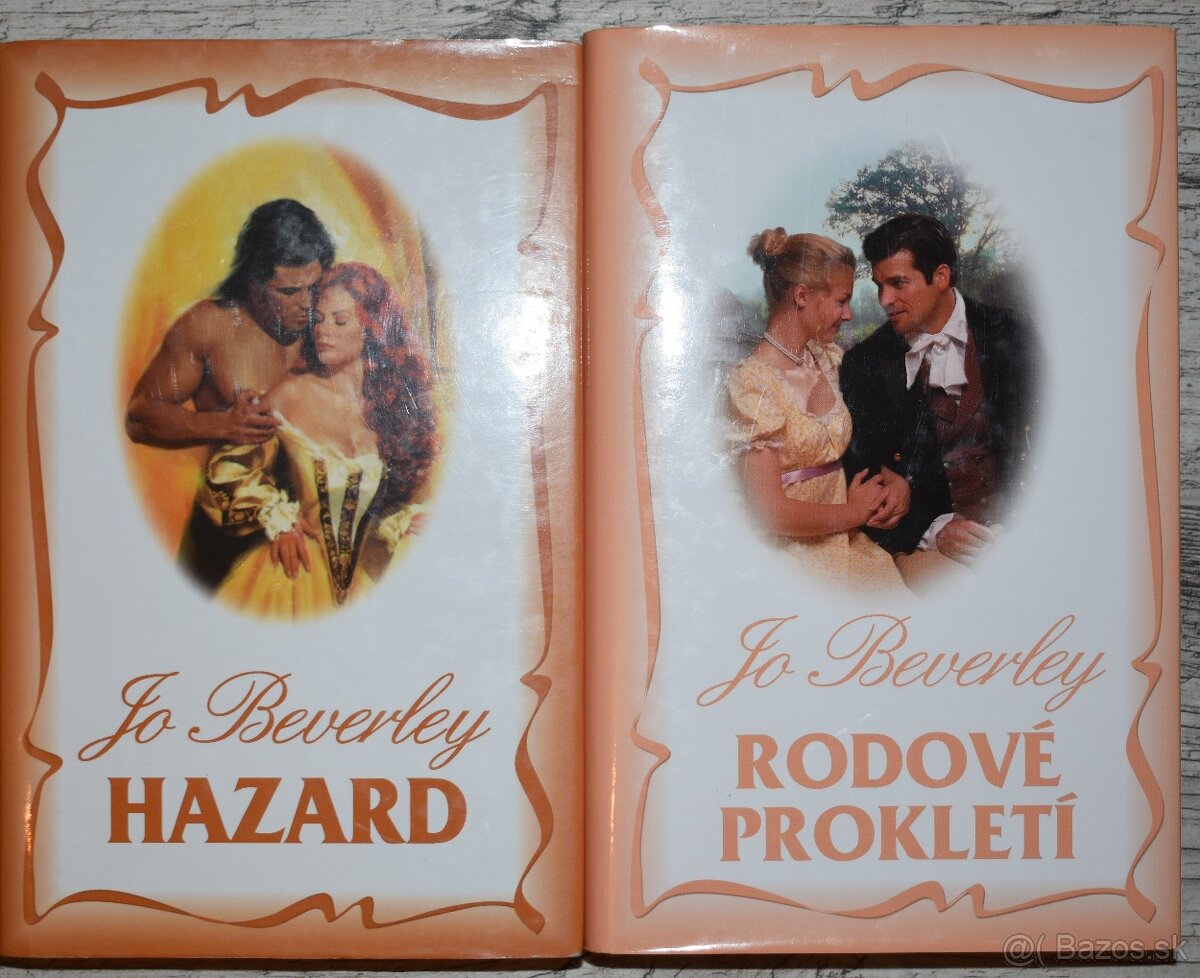 Jo Beverley
HAZARD
Jo Beverley
RODOVÉ
PROKLETÍ
@( Bazos.sk